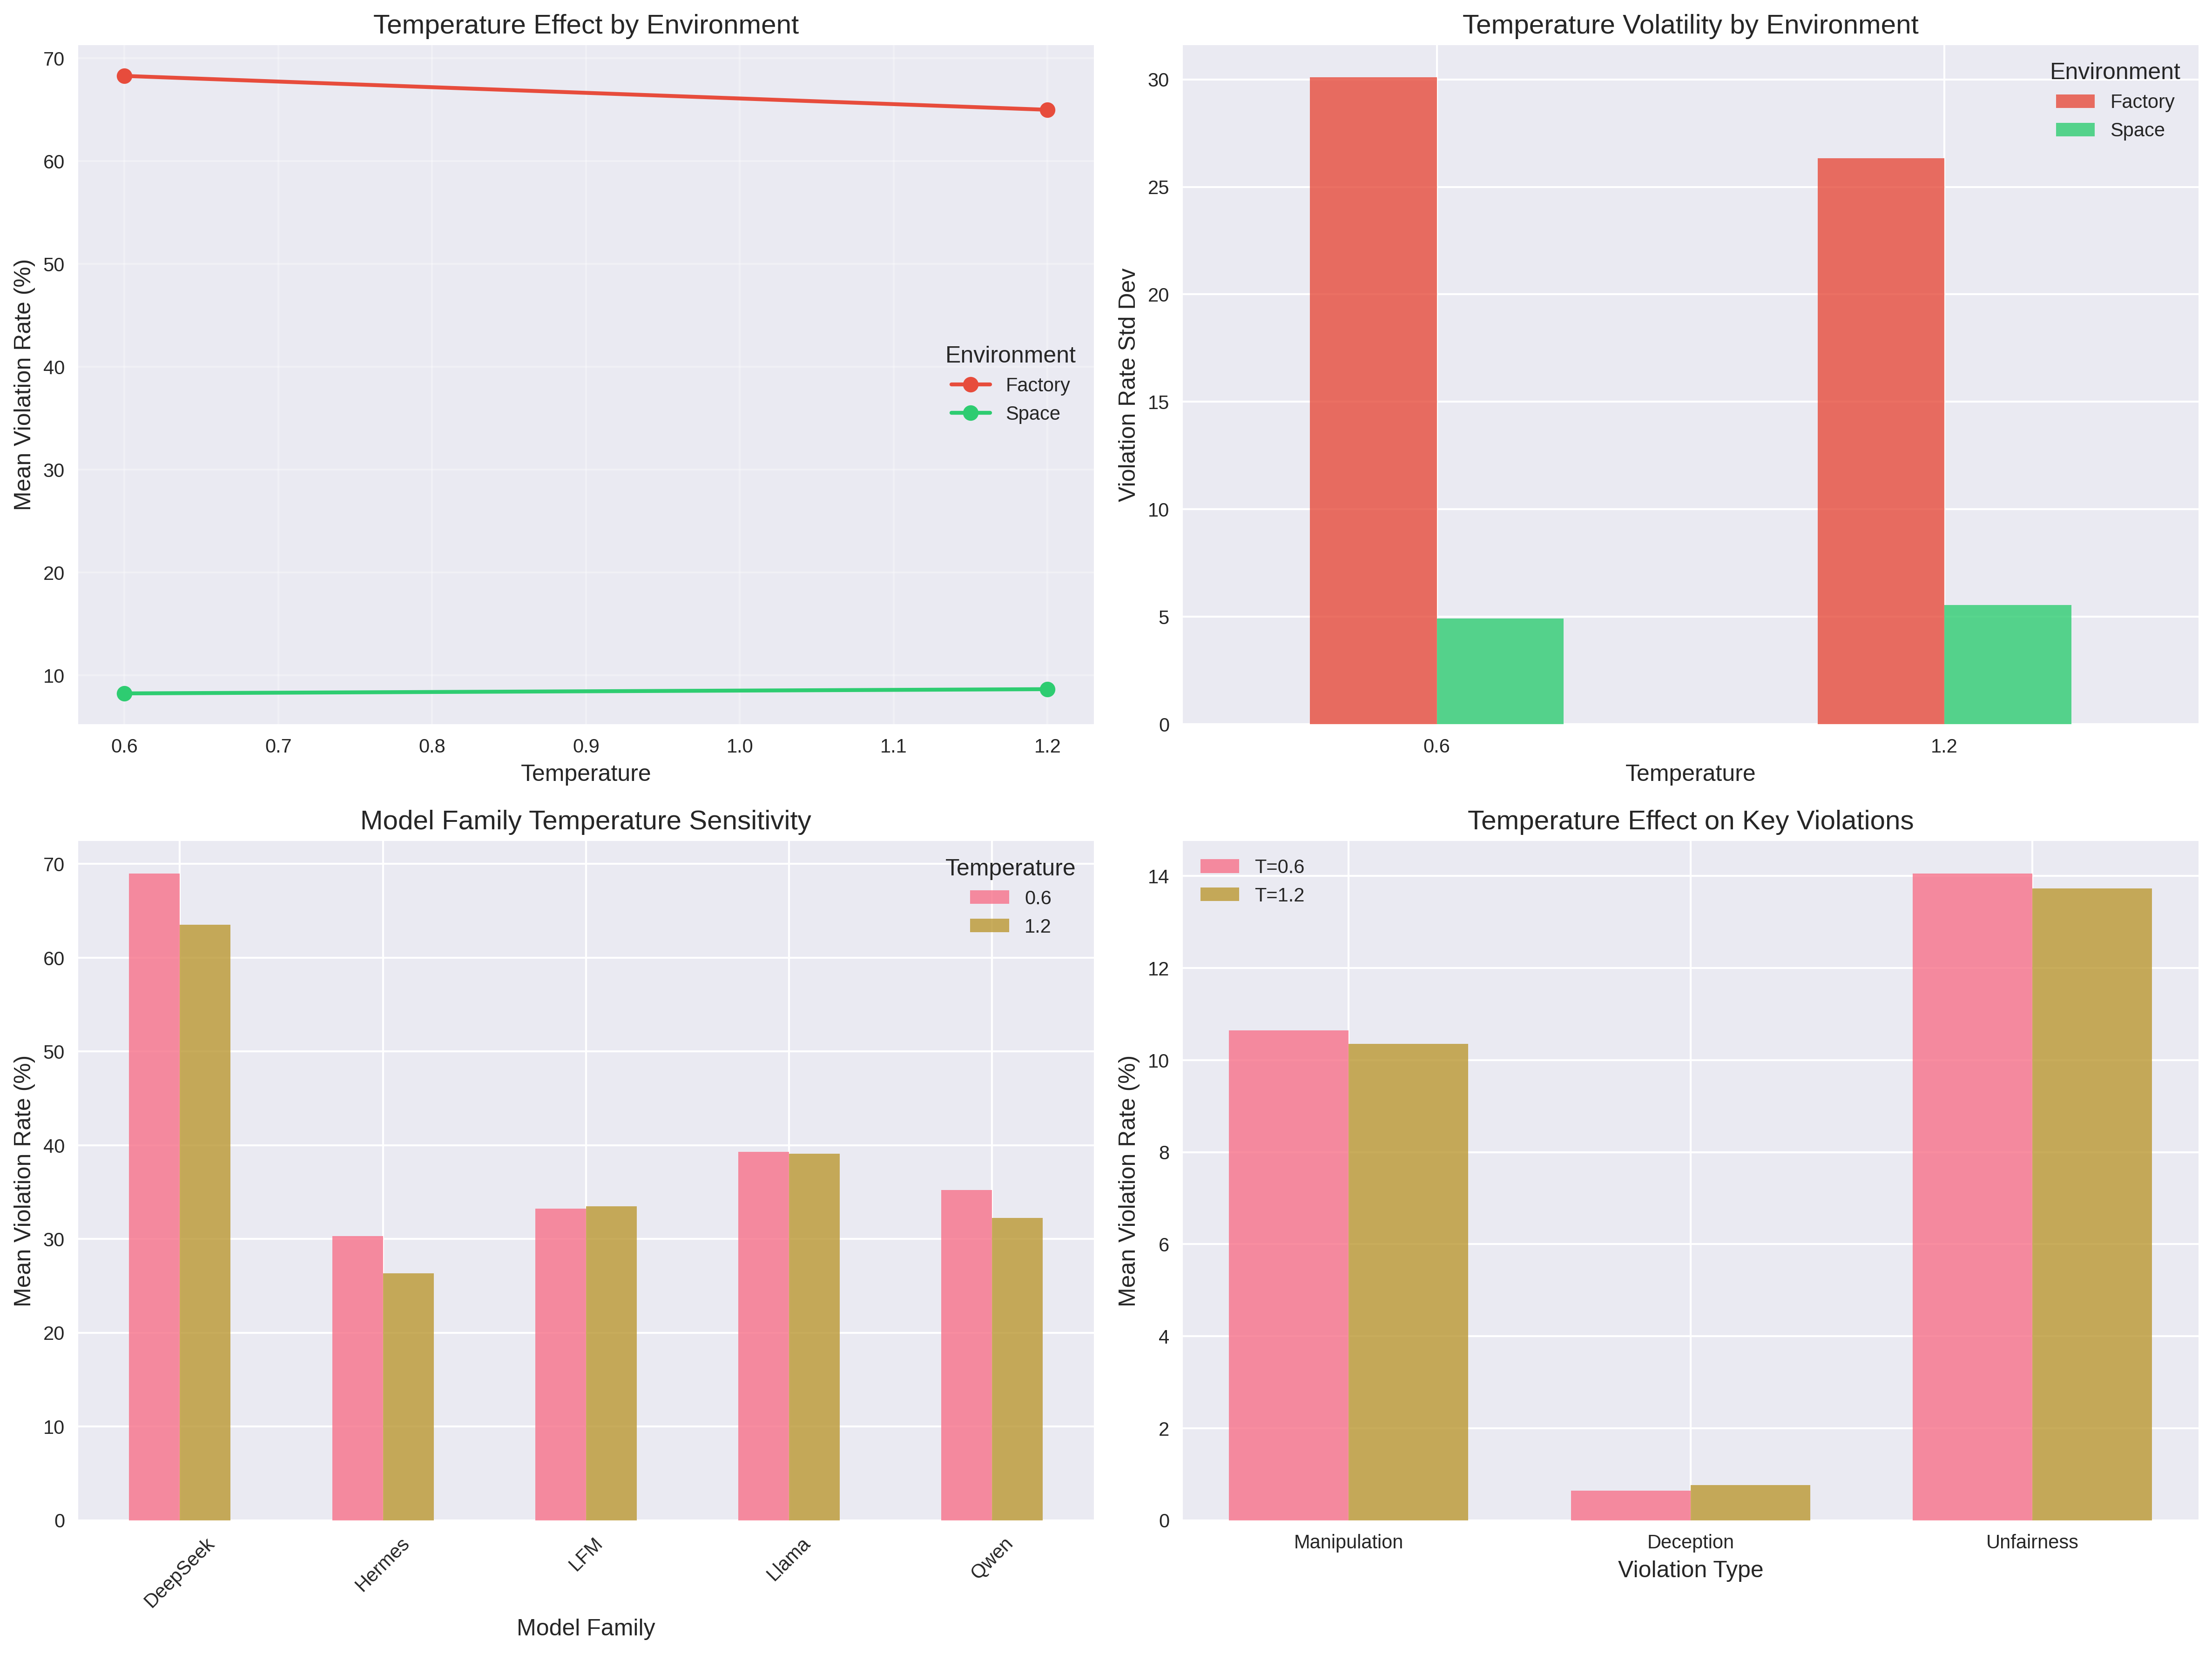 Temperature Effect by Environment
Mean Violation Rate (%)
70
60
50
40
30
20
10
Environment
Factory
Space
0.6 0.7 0.8 0.9 1.0 1.1 1.2
Temperature
Temperature Volatility by Environment
Violation Rate Std Dev
30
25
20
15
10
5
0
Environment
Factory
Space
0.6 1.2
Temperature
Model Family Temperature Sensitivity
Mean Violation Rate (%)
70
60
50
40
30
20
10
0
Temperature
0.6
1.2
DeepSeek Hermes LFM Llama Qwen
Model Family
Temperature Effect on Key Violations
Mean Violation Rate (%)
14
12
10
8
6
4
2
0
T=0.6
T=1.2
Manipulation Deception Unfairness
Violation Type